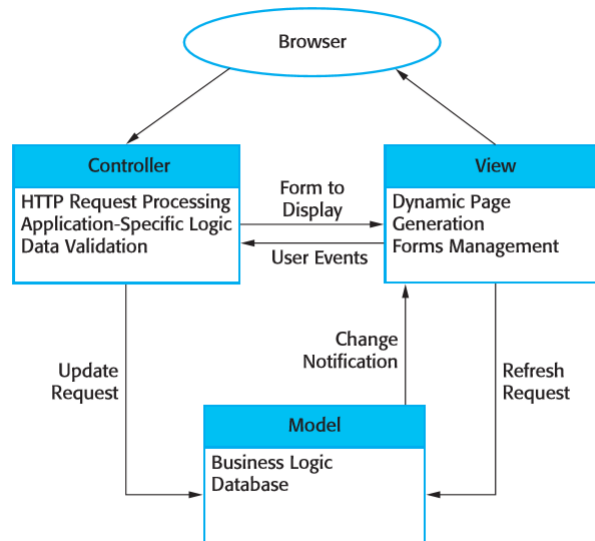 Browser
Controller
HTTP Request Processing
Application-Specific Logic
Data Validation
Form to
Display
User Events
View
Dynamic Page
Generation
Forms Management
Update
Request
Change
Notification
Refresh
Request
Model
Business Logic
Database